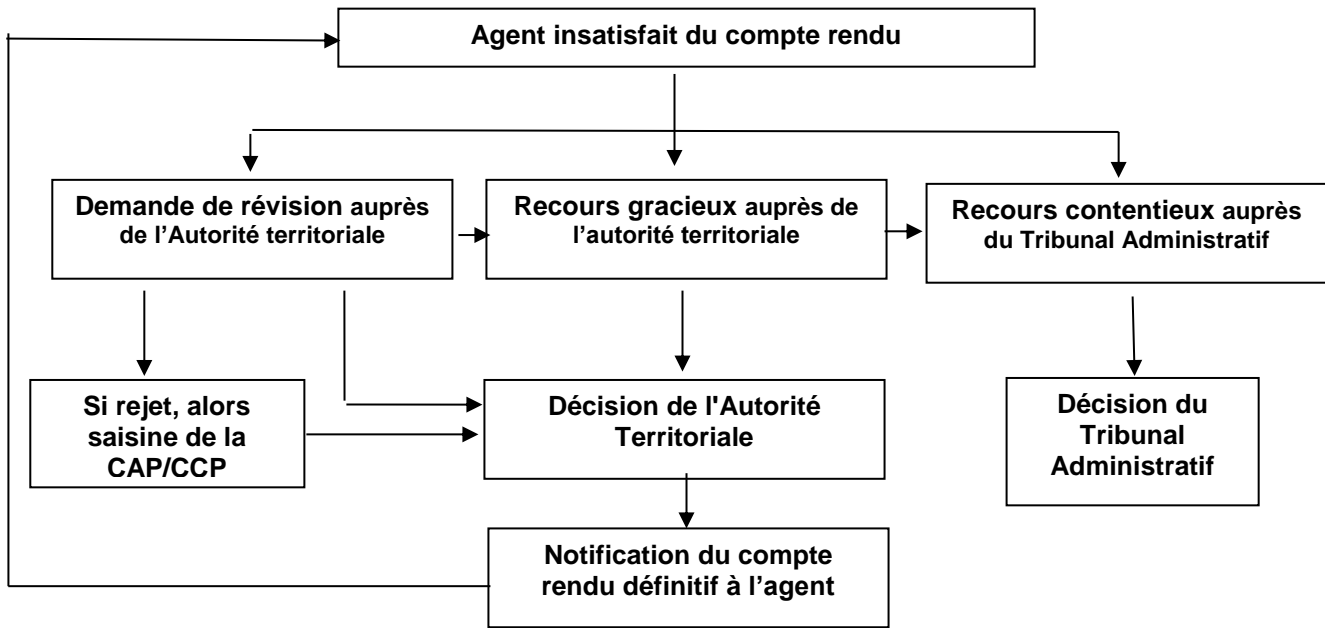 Agent insatisfait du compte rendu
Demande de révision auprès
de l'Autorité territoriale
Recours gracieux auprès de
l'autorité territoriale
Recours contentieux auprès
du Tribunal Administratif
Si rejet, alors
saisine de la
CAP/CCP
Décision de l'Autorité
Territoriale
Décision du
Tribunal
Administratif
Notification du compte
rendu définitif à l'agent